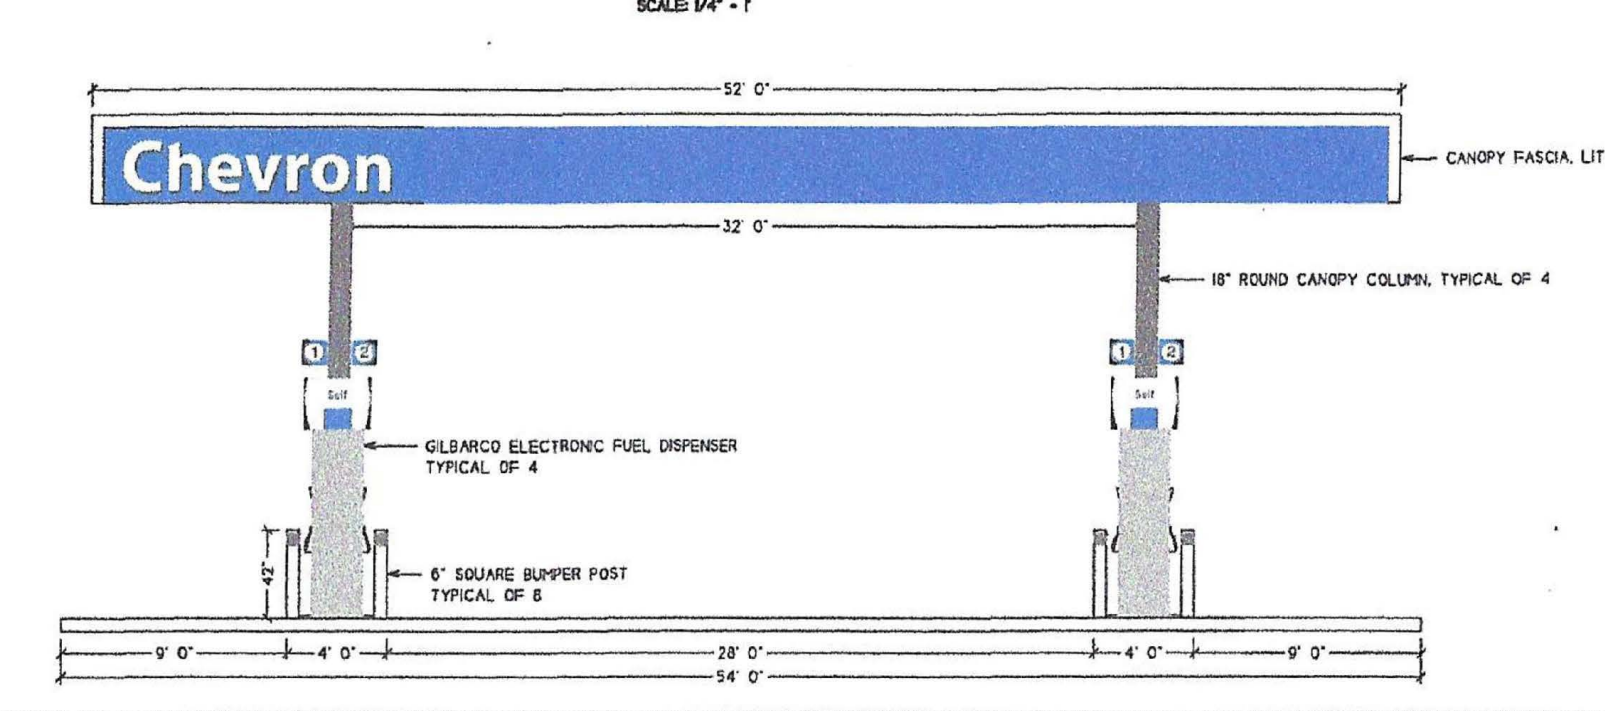 SCALE: 1/4" = 1'
52' 0"
Chevron
CANOPY FASCIA, LIT
32' 0"
18" ROUND CANOPY COLUMN, TYPICAL OF 4
1 2
1 2
Self
Self
GILBARCO ELECTRONIC FUEL DISPENSER
TYPICAL OF 4
42"
6" SQUARE BUMPER POST
TYPICAL OF 8
9' 0" 4' 0" 28' 0" 4' 0" 9' 0"
54' 0"